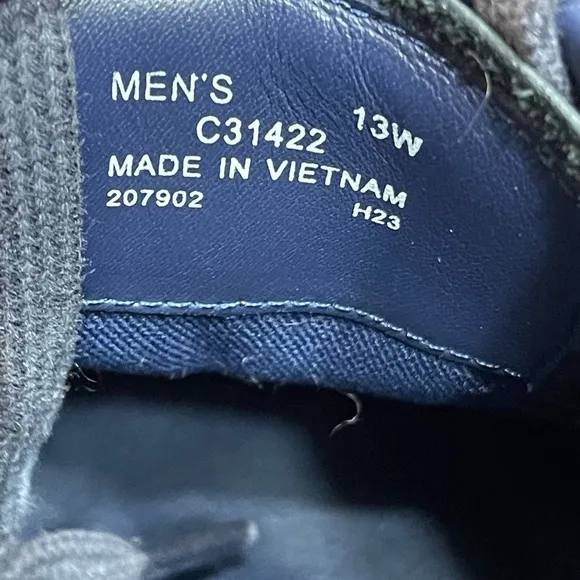 MEN'S
C31422 13W
MADE IN VIETNAM
207902 H23